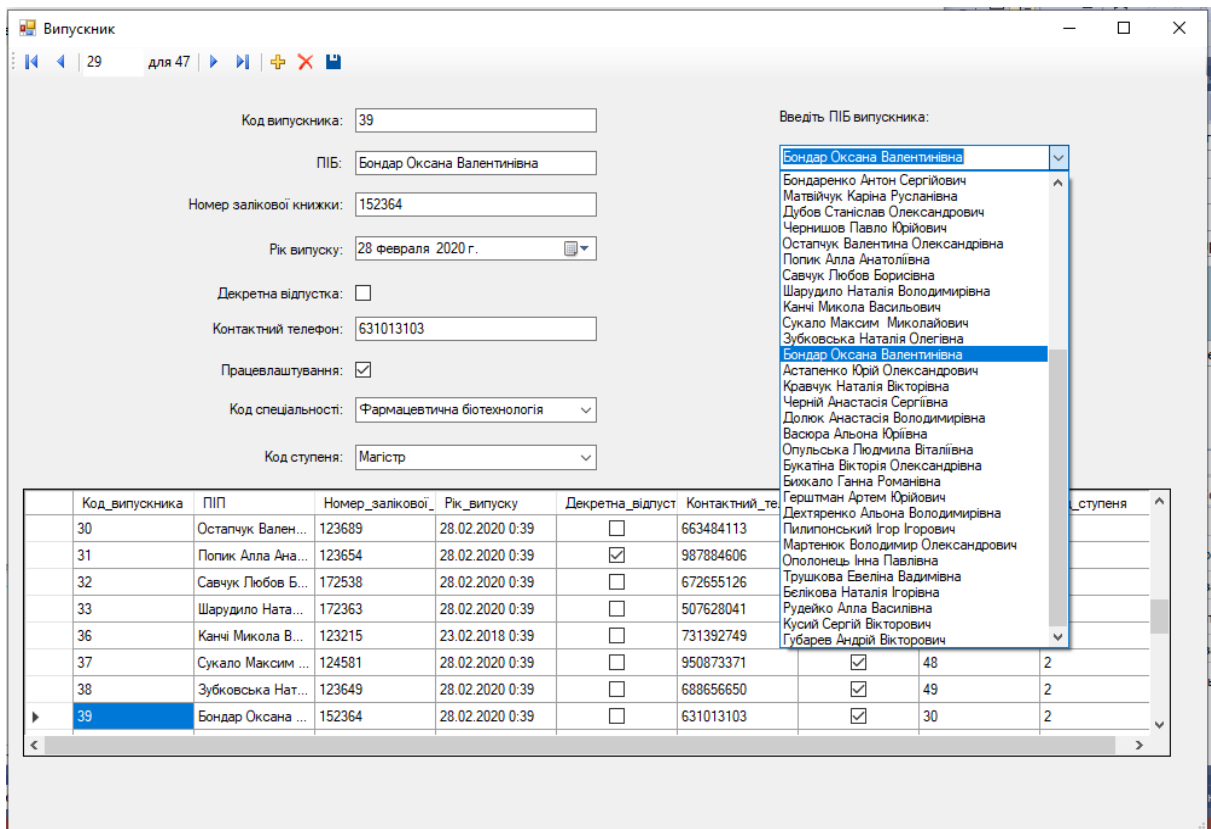 Випускник
29 для 47
Код випускника: 39
ПІБ: Бондар Оксана Валентинівна
Номер залікової книжки: 152364
Рік випуску: 28 февраля 2020 г.
Декретна відпустка:
Контактний телефон: 631013103
Працевлаштування:
Код спеціальності: Фармацевтична біотехнологія
Код ступеня: Магістр
Введіть ПІБ випускника:
Бондар Оксана Валентинівна
Бондаренко Антон Сергійович
Матвійчук Каріна Русланівна
Дубов Станіслав Олександрович
Чернишов Павло Юрійович
Остапчук Валентина Олександрівна
Попик Алла Анатоліївна
Савчук Любов Борисівна
Шарудило Наталія Володимирівна
Канчі Микола Васильович
Сукало Максим Миколайович
Зубковська Наталія Олегівна
Бондар Оксана Валентинівна
Астапенко Юрій Олександрович
Кравчук Наталія Вікторівна
Черній Анастасія Сергіївна
Долюк Анастасія Володимирівна
Васюра Альона Юріївна
Опульська Людмила Віталіївна
Букатіна Вікторія Олександрівна
Бихкало Ганна Романівна
Герштман Артем Юрійович
Дехтяренко Альона Володимирівна
Пилипонський Ігор Ігорович
Мартенюк Володимир Олександрович
Ополонець Інна Павлівна
Трушкова Евеліна Вадимівна
Бєлікова Наталія Ігорівна
Рудейко Алла Василівна
Кусий Сергій Вікторович
Губарев Андрій Вікторович
Код_випускника ПІП Номер_залікової_ Рік_випуску Декретна_відпуст Контактний_те _ступеня
30 Остапчук Вален... 123689 28.02.2020 0:39 663484113
31 Попик Алла Ана... 123654 28.02.2020 0:39 987884606
32 Савчук Любов Б... 172538 28.02.2020 0:39 672655126
33 Шарудило Ната... 172363 28.02.2020 0:39 507628041
36 Канчі Микола В... 123215 23.02.2018 0:39 731392749
37 Сукало Максим ... 124581 28.02.2020 0:39 950873371 48 2
38 Зубковська Нат... 123649 28.02.2020 0:39 688656650 49 2
39 Бондар Оксана ... 152364 28.02.2020 0:39 631013103 30 2